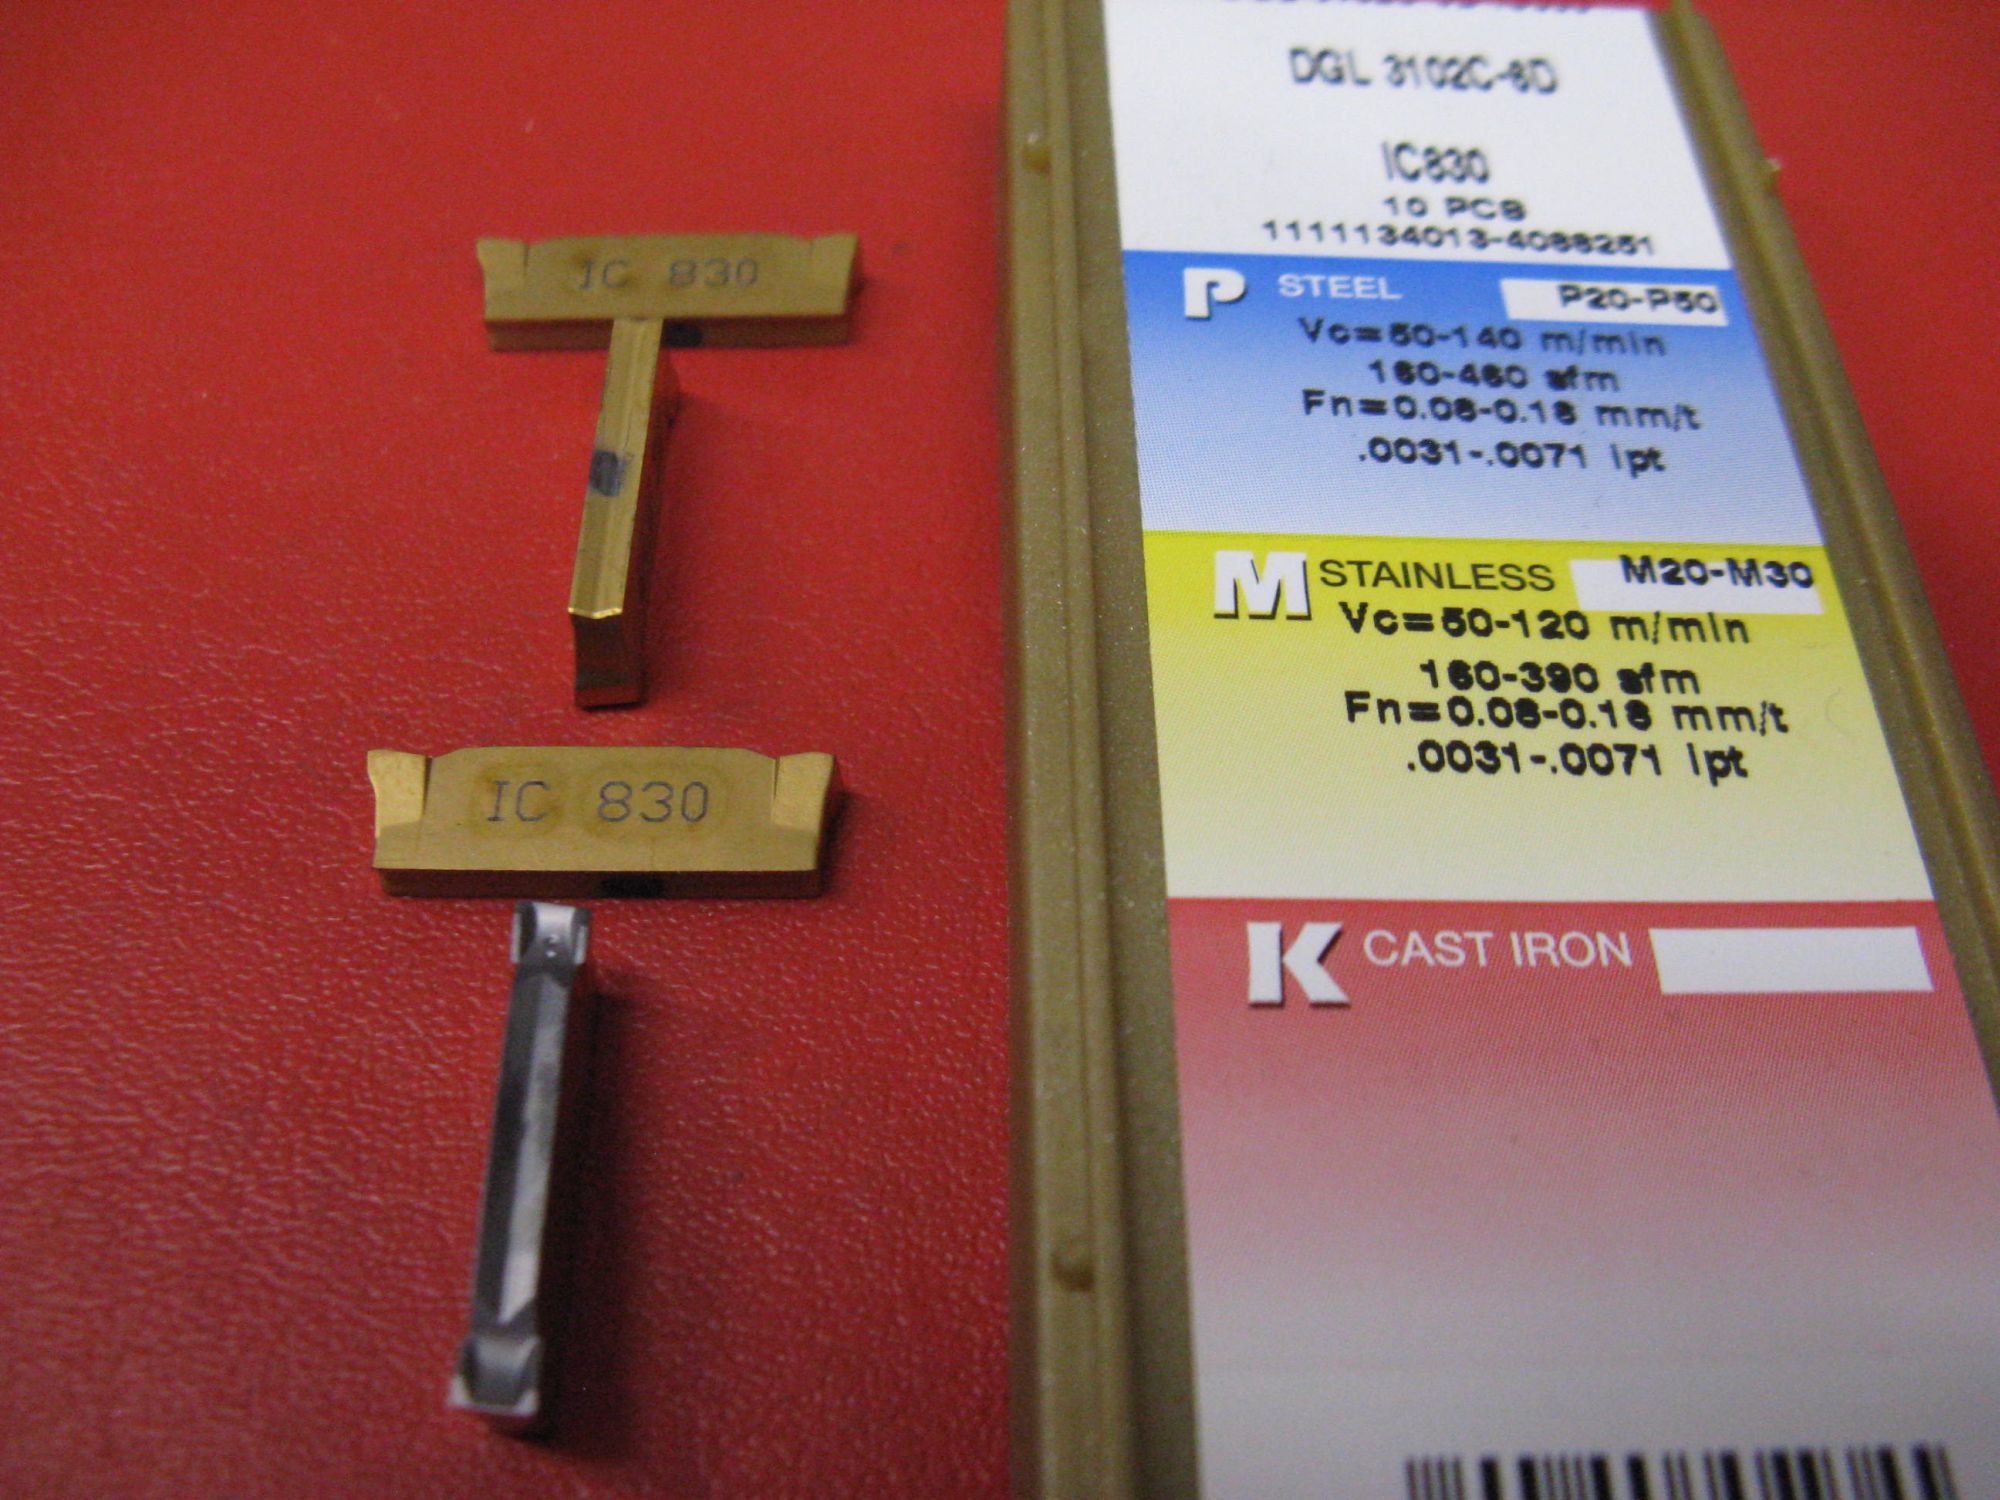 DGL 3102C-6D
IC830
10 PCS
1111134013-4088251
P STEEL P20-P50
Vc=50-140 m/min
160-460 sfm
Fn=0.08-0.18 mm/t
.0031-.0071 ipt
M STAINLESS M20-M30
Vc=50-120 m/min
160-390 sfm
Fn=0.08-0.18 mm/t
.0031-.0071 ipt
K CAST IRON
IC 830
IC 830